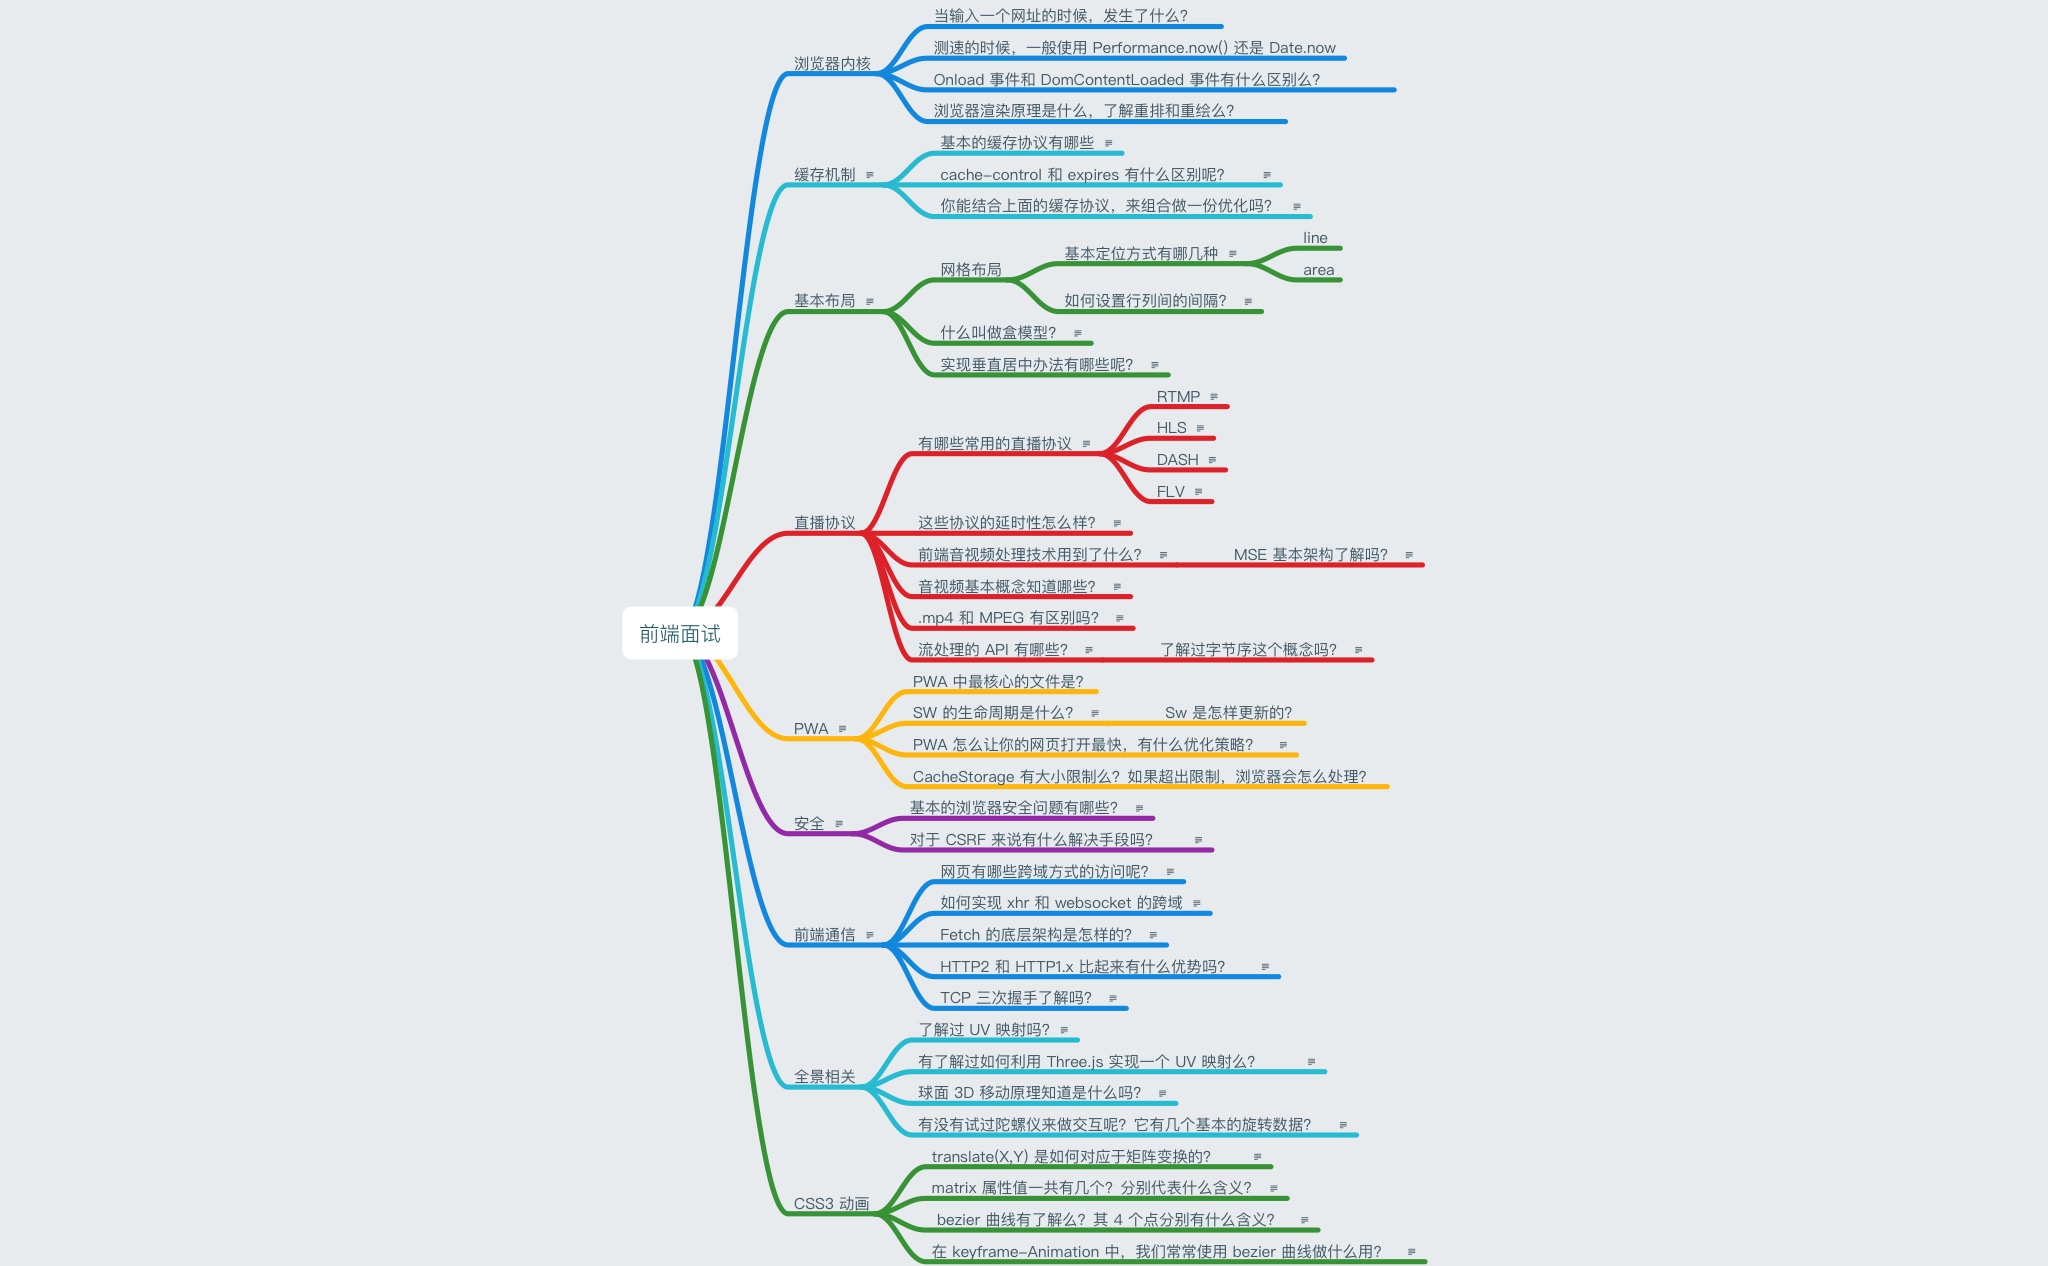 当输入一个网址的时候，发生了什么？
测速的时候，一般使用 Performance.now() 还是 Date.now
浏览器内核
Onload 事件和 DomContentLoaded 事件有什么区别么？
浏览器渲染原理是什么，了解重排和重绘么？
基本的缓存协议有哪些
缓存机制
cache-control 和 expires 有什么区别呢？
你能结合上面的缓存协议，来组合做一份优化吗？
line
基本定位方式有哪几种
网格布局
area
基本布局
如何设置行列间的间隔？
什么叫做盒模型？
实现垂直居中办法有哪些呢？
RTMP
HLS
有哪些常用的直播协议
DASH
FLV
直播协议
这些协议的延时性怎么样？
前端音视频处理技术用到了什么？
MSE 基本架构了解吗？
音视频基本概念知道哪些？
.mp4 和 MPEG 有区别吗？
前端面试
流处理的 API 有哪些？
了解过字节序这个概念吗？
PWA 中最核心的文件是？
SW 的生命周期是什么？
Sw 是怎样更新的？
PWA
PWA 怎么让你的网页打开最快，有什么优化策略？
CacheStorage 有大小限制么？如果超出限制，浏览器会怎么处理？
基本的浏览器安全问题有哪些？
安全
对于 CSRF 来说有什么解决手段吗？
网页有哪些跨域方式的访问呢？
如何实现 xhr 和 websocket 的跨域
前端通信
Fetch 的底层架构是怎样的？
HTTP2 和 HTTP1.x 比起来有什么优势吗？
TCP 三次握手了解吗？
了解过 UV 映射吗？
有了解过如何利用 Three.js 实现一个 UV 映射么？
全景相关
球面 3D 移动原理知道是什么吗？
有没有试过陀螺仪来做交互呢？它有几个基本的旋转数据？
translate(X,Y) 是如何对应于矩阵变换的？
matrix 属性值一共有几个？分别代表什么含义？
CSS3 动画
bezier 曲线有了解么？其 4 个点分别有什么含义？
在 keyframe-Animation 中，我们常常使用 bezier 曲线做什么用？